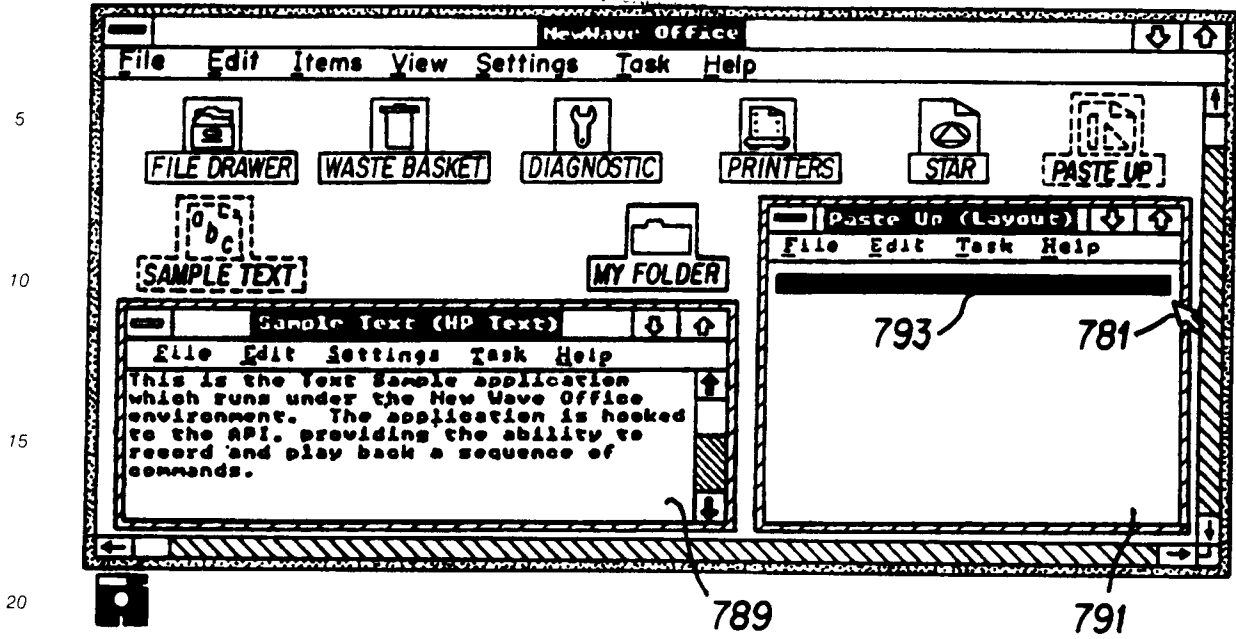 NewWave Office
File Edit Items View Settings Task Help
5
FILE DRAWER WASTE BASKET DIAGNOSTIC PRINTERS STAR PASTE UP
abc
SAMPLE TEXT
MY FOLDER
Paste Up (Layout)
File Edit Task Help
10
793
781
Sample Text (HP Text)
File Edit Settings Task Help
This is the Text Sample application
which runs under the New Wave Office
environment. The application is hooked
to the API, providing the ability to
15
record and play back a sequence of
commands.
20
789
791